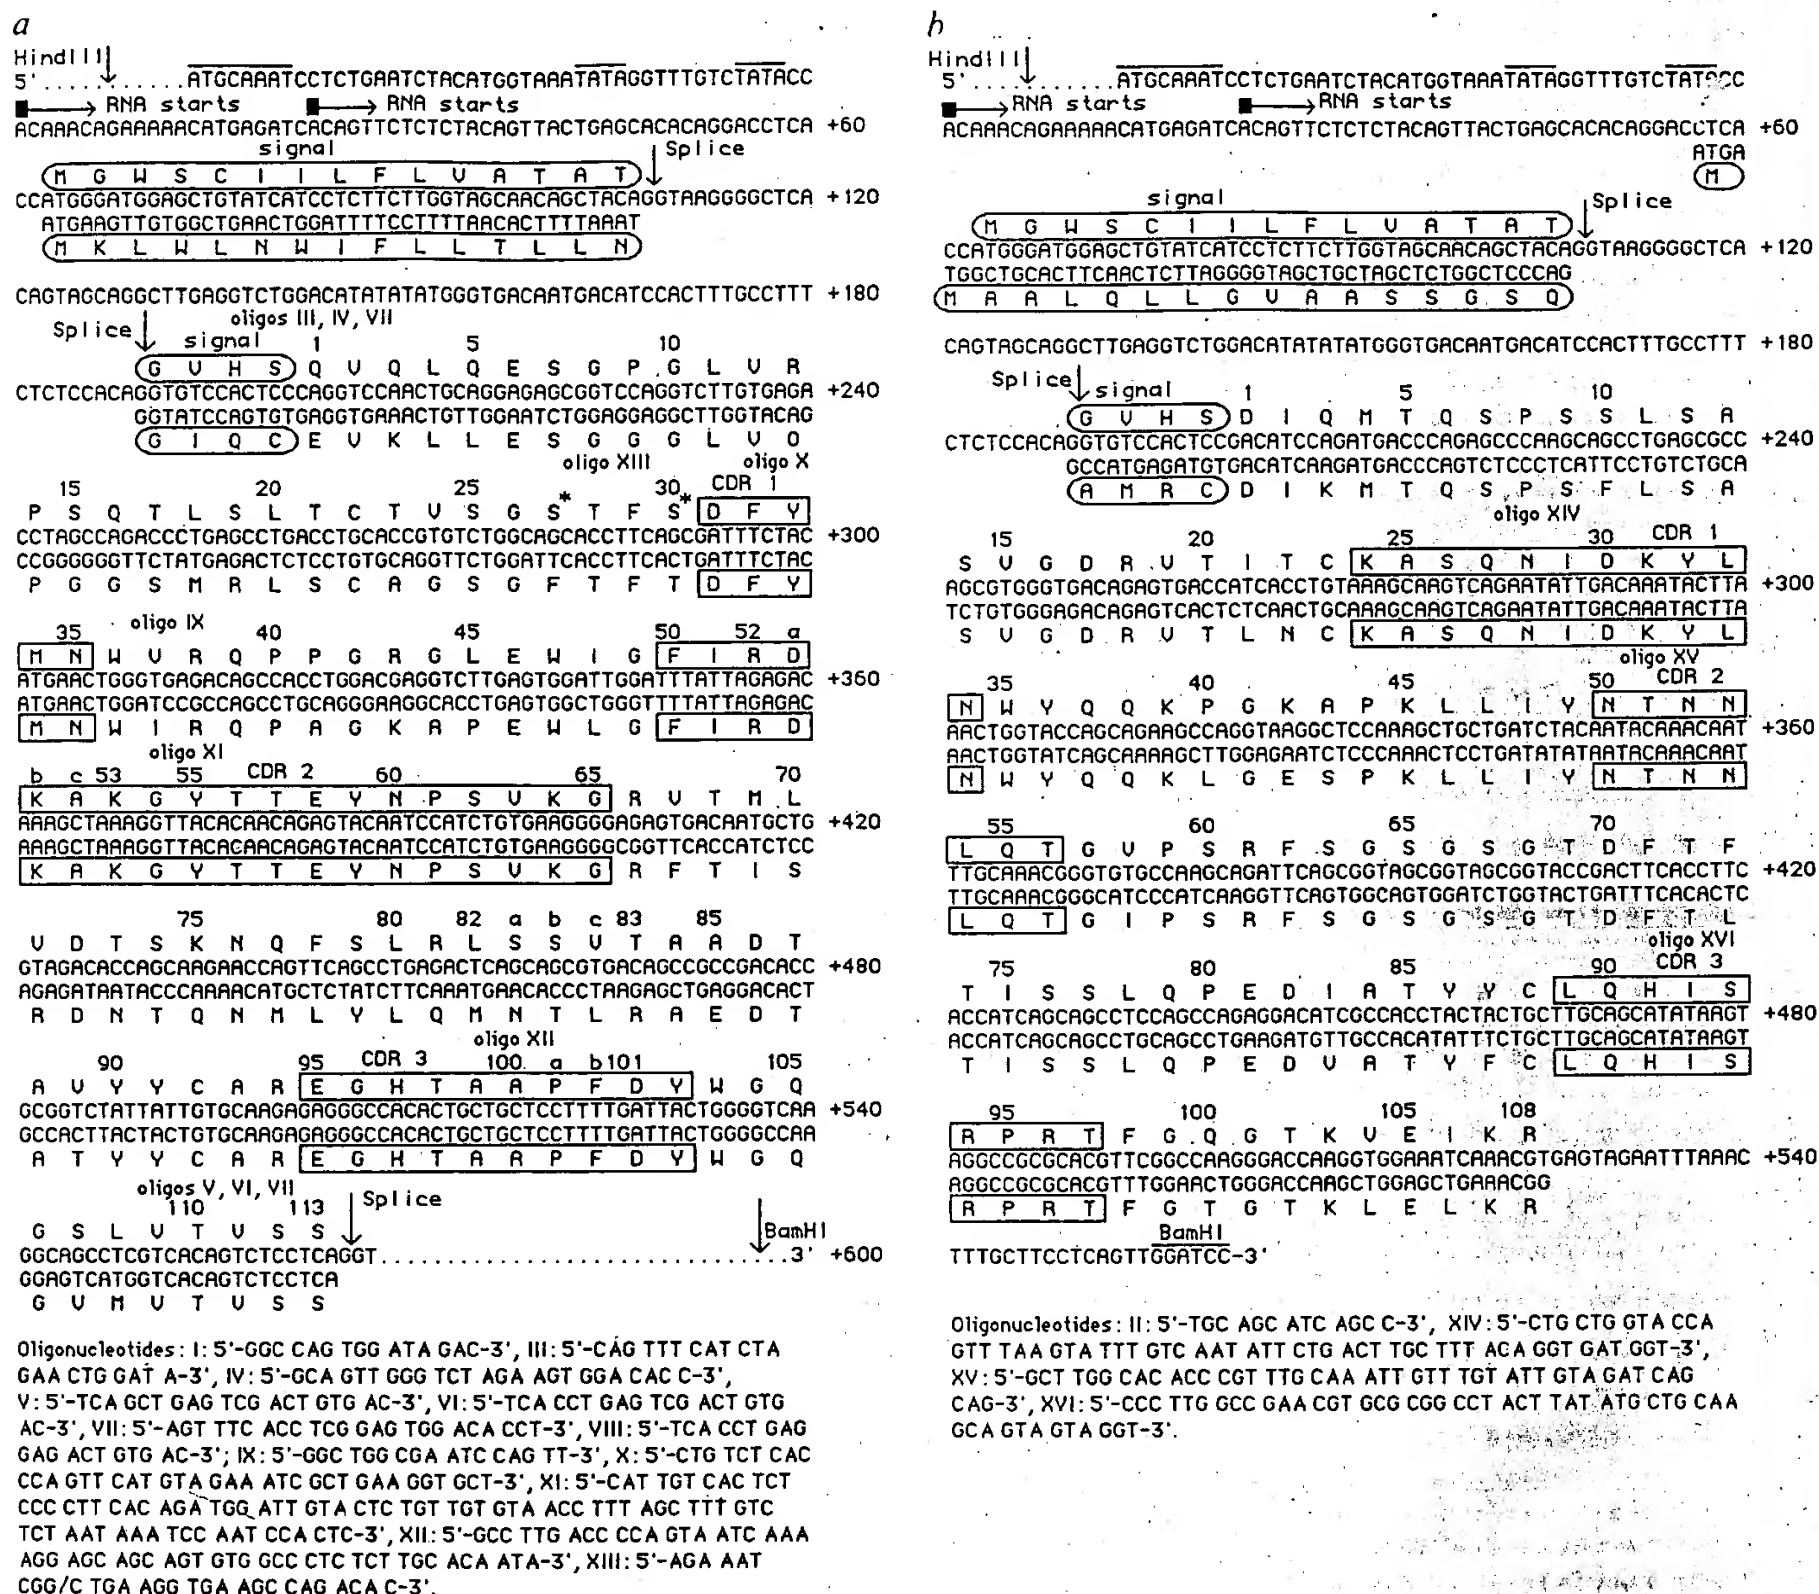 a
HindIII
5'...... .......ATGCAAATCCTCTGAATCTACATGGTAAATATAGGTTTGTCTATACC
RNA starts RNA starts
ACAAACAGAAAAACATGAGATCACAGTTCTCTCTACAGTTACTGAGCACACAGGACCTCA +60
signal Splice
M G W S C I I L F L V A T A T
CCATGGGATGGAGCTGTATCATCCTCTTCTTGGTAGCAACAGCTACAGGTAAGGGGCTCA +120
ATGAAGTTGTGGCTGAACTGGATTTTCCTTTTAACACTTTTAAAT
M K L W L N W I F L L T L L N
CAGTAGCAGGCTTGAGGTCTGGACATATATATGGGTGACAATGACATCCACTTTGCCTTT +180
Splice oligos III, IV, VII
signal 1 5 10
G V H S Q V Q L Q E S G P G L V R
CTCTCCACAGGTGTCCACTCCCAGGTCCAACTGCAGGAGAGCGGTCCAGGTCTTGTGAGA +240
GGTATCCAGTGTGAGGTGAAACTGTTGGAATCTGGAGGAGGCTTGGTACAG
G I Q C E V K L L E S G G G L V Q
oligo XIII oligo X
15 20 25 30 CDR 1
P S Q T L S L T C T V S G S* T F S* D F Y
CCTAGCCAGACCCTGAGCCTGACCTGCACCGTGTCTGGCAGCACCTTCAGCGATTTCTAC +300
CCGGGGGGTTCTATGAGACTCTCCTGTGCAGGTTCTGGATTCACCTTCACTGATTTCTAC
P G G S M R L S C A G S G F T F T D F Y
oligo IX
35 40 45 50 52 a
M N W V R Q P P G R G L E W I G F I R D
ATGAACTGGGTGAGACAGCCACCTGGACGAGGTCTTGAGTGGATTGGATTTATTAGAGAC +360
ATGAACTGGATCCGCCAGCCTGCAGGGAAGGCACCTGAGTGGCTGGGTTTTATTAGAGAC
M N W I R Q P A G K A P E W L G F I R D
oligo XI
b c 53 55 CDR 2 60 65 70
K A K G Y T T E Y N P S V K G R V T M L
AAAGCTAAAGGTTACACAACAGAGTACAATCCATCTGTGAAGGGGAGAGTGACAATGCTG +420
AAAGCTAAAGGTTACACAACAGAGTACAATCCATCTGTGAAGGGGCGGTTCACCATCTCC
K A K G Y T T E Y N P S V K G R F T I S
75 80 82 a b c 83 85
V D T S K N Q F S L R L S S V T A A D T
GTAGACACCAGCAAGAACCAGTTCAGCCTGAGACTCAGCAGCGTGACAGCCGCCGACACC +480
AGAGATAATACCCAAAACATGCTCTATCTTCAAATGAACACCCTAAGAGCTGAGGACACT
R D N T Q N M L Y L Q M N T L R A E D T
oligo XII
90 95 CDR 3 100 a b 101 105
A V Y Y C A R E G H T A A P F D Y W G Q
GCGGTCTATTATTGTGCAAGAGAGGGCCACACTGCTGCTCCTTTTGATTACTGGGGTCAA +540
GCCACTTACTACTGTGCAAGAGAGGGCCACACTGCTGCTCCTTTTGATTACTGGGGCCAA
A T Y Y C A R E G H T A A P F D Y W G Q
oligos V, VI, VII
110 113 Splice
G S L V T V S S BamHI
GGCAGCCTCGTCACAGTCTCCTCAGGT...............................3' +600
GGAGTCATGGTCACAGTCTCCTCA
G V M V T V S S
Oligonucleotides: I: 5'-GGC CAG TGG ATA GAC-3', III: 5'-CAG TTT CAT CTA
GAA CTG GAT A-3', IV: 5'-GCA GTT GGG TCT AGA AGT GGA CAC C-3',
V: 5'-TCA GCT GAG TCG ACT GTG AC-3', VI: 5'-TCA CCT GAG TCG ACT GTG
AC-3', VII: 5'-AGT TTC ACC TCG GAG TGG ACA CCT-3', VIII: 5'-TCA CCT GAG
GAG ACT GTG AC-3'; IX: 5'-GGC TGG CGA ATC CAG TT-3', X: 5'-CTG TCT CAC
CCA GTT CAT GTA GAA ATC GCT GAA GGT GCT-3', XI: 5'-CAT TGT CAC TCT
CCC CTT CAC AGA TGG ATT GTA CTC TGT TGT GTA ACC TTT AGC TTT GTC
TCT AAT AAA TCC AAT CCA CTC-3', XII: 5'-GCC TTG ACC CCA GTA ATC AAA
AGG AGC AGC AGT GTG GCC CTC TCT TGC ACA ATA-3', XIII: 5'-AGA AAT
CGG/C TGA AGG TGA AGC CAG ACA C-3'.
b
HindIII
5'...... .......ATGCAAATCCTCTGAATCTACATGGTAAATATAGGTTTGTCTATACC
RNA starts RNA starts
ACAAACAGAAAAACATGAGATCACAGTTCTCTCTACAGTTACTGAGCACACAGGACCTCA +60
ATGA
M
signal Splice
M G W S C I I L F L V A T A T
CCATGGGATGGAGCTGTATCATCCTCTTCTTGGTAGCAACAGCTACAGGTAAGGGGCTCA +120
TGGCTGCACTTCAACTCTTAGGGGTAGCTGCTAGCTCTGGCTCCCAG
M A A L Q L L G V A A S S G S Q
CAGTAGCAGGCTTGAGGTCTGGACATATATATGGGTGACAATGACATCCACTTTGCCTTT +180
Splice signal 1 5 10
G V H S D I Q M T Q S P S S L S A
CTCTCCACAGGTGTCCACTCCGACATCCAGATGACCCAGAGCCCAAGCAGCCTGAGCGCC +240
GCCATGAGATGTGACATCAAGATGACCCAGTCTCCCTCATTCCTGTCTGCA
A M R C D I K M T Q S P S F L S A
oligo XIV
15 20 25 30 CDR 1
S V G D R V T I T C K A S Q N I D K Y L
AGCGTGGGTGACAGAGTGACCATCACCTGTAAAGCAAGTCAGAATATTGACAAATACTTA +300
TCTGTGGGAGACAGAGTCACTCTCAACTGCAAAGCAAGTCAGAATATTGACAAATACTTA
S V G D R V T L N C K A S Q N I D K Y L
oligo XV
35 40 45 50 CDR 2
N W Y Q Q K P G K A P K L L I Y N T N N
AACTGGTACCAGCAGAAGCCAGGTAAGGCTCCAAAGCTGCTGATCTACAATACAAACAAT +360
AACTGGTATCAGCAAAAGCTTGGAGAATCTCCCAAACTCCTGATATATAATACAAACAAT
N W Y Q Q K L G E S P K L L I Y N T N N
55 60 65 70
L Q T G V P S R F S G S G S G T D F T F
TTGCAAACGGGTGTGCCAAGCAGATTCAGCGGTAGCGGTAGCGGTACCGACTTCACCTTC +420
TTGCAAACGGGCATCCCATCAAGGTTCAGTGGCAGTGGATCTGGTACTGATTTCACACTC
L Q T G I P S R F S G S G S G T D F T L
oligo XVI
75 80 85 90 CDR 3
T I S S L Q P E D I A T Y Y C L Q H I S
ACCATCAGCAGCCTCCAGCCAGAGGACATCGCCACCTACTACTGCTTGCAGCATATAAGT +480
ACCATCAGCAGCCTGCAGCCTGAAGATGTTGCCACATATTTCTGCTTGCAGCATATAAGT
T I S S L Q P E D V A T Y F C L Q H I S
95 100 105 108
R P R T F G Q G T K V E I K R
AGGCCGCGCACGTTCGGCCAAGGGACCAAGGTGGAAATCAAACGTGAGTAGAATTTAAAC +540
AGGCCGCGCACGTTTGGAACTGGGACCAAGCTGGAGCTGAAACGG
R P R T F G T G T K L E L K R
BamHI
TTTGCTTCCTCAGTTGGATCC-3'
Oligonucleotides: II: 5'-TGC AGC ATC AGC C-3', XIV: 5'-CTG CTG GTA CCA
GTT TAA GTA TTT GTC AAT ATT CTG ACT TGC TTT ACA GGT GAT GGT-3',
XV: 5'-GCT TGG CAC ACC CGT TTG CAA ATT GTT TGT ATT GTA GAT CAG
CAG-3', XVI: 5'-CCC TTG GCC GAA CGT GCG CGG CCT ACT TAT ATG CTG CAA
GCA GTA GTA GGT-3'.